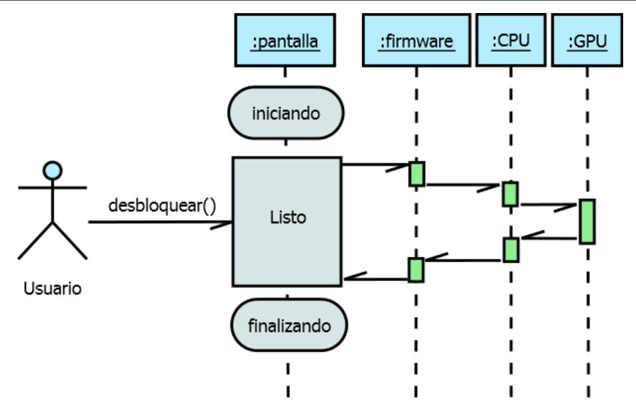 :pantalla
:firmware
:CPU
:GPU
iniciando
desbloquear()
Listo
Usuario
finalizando